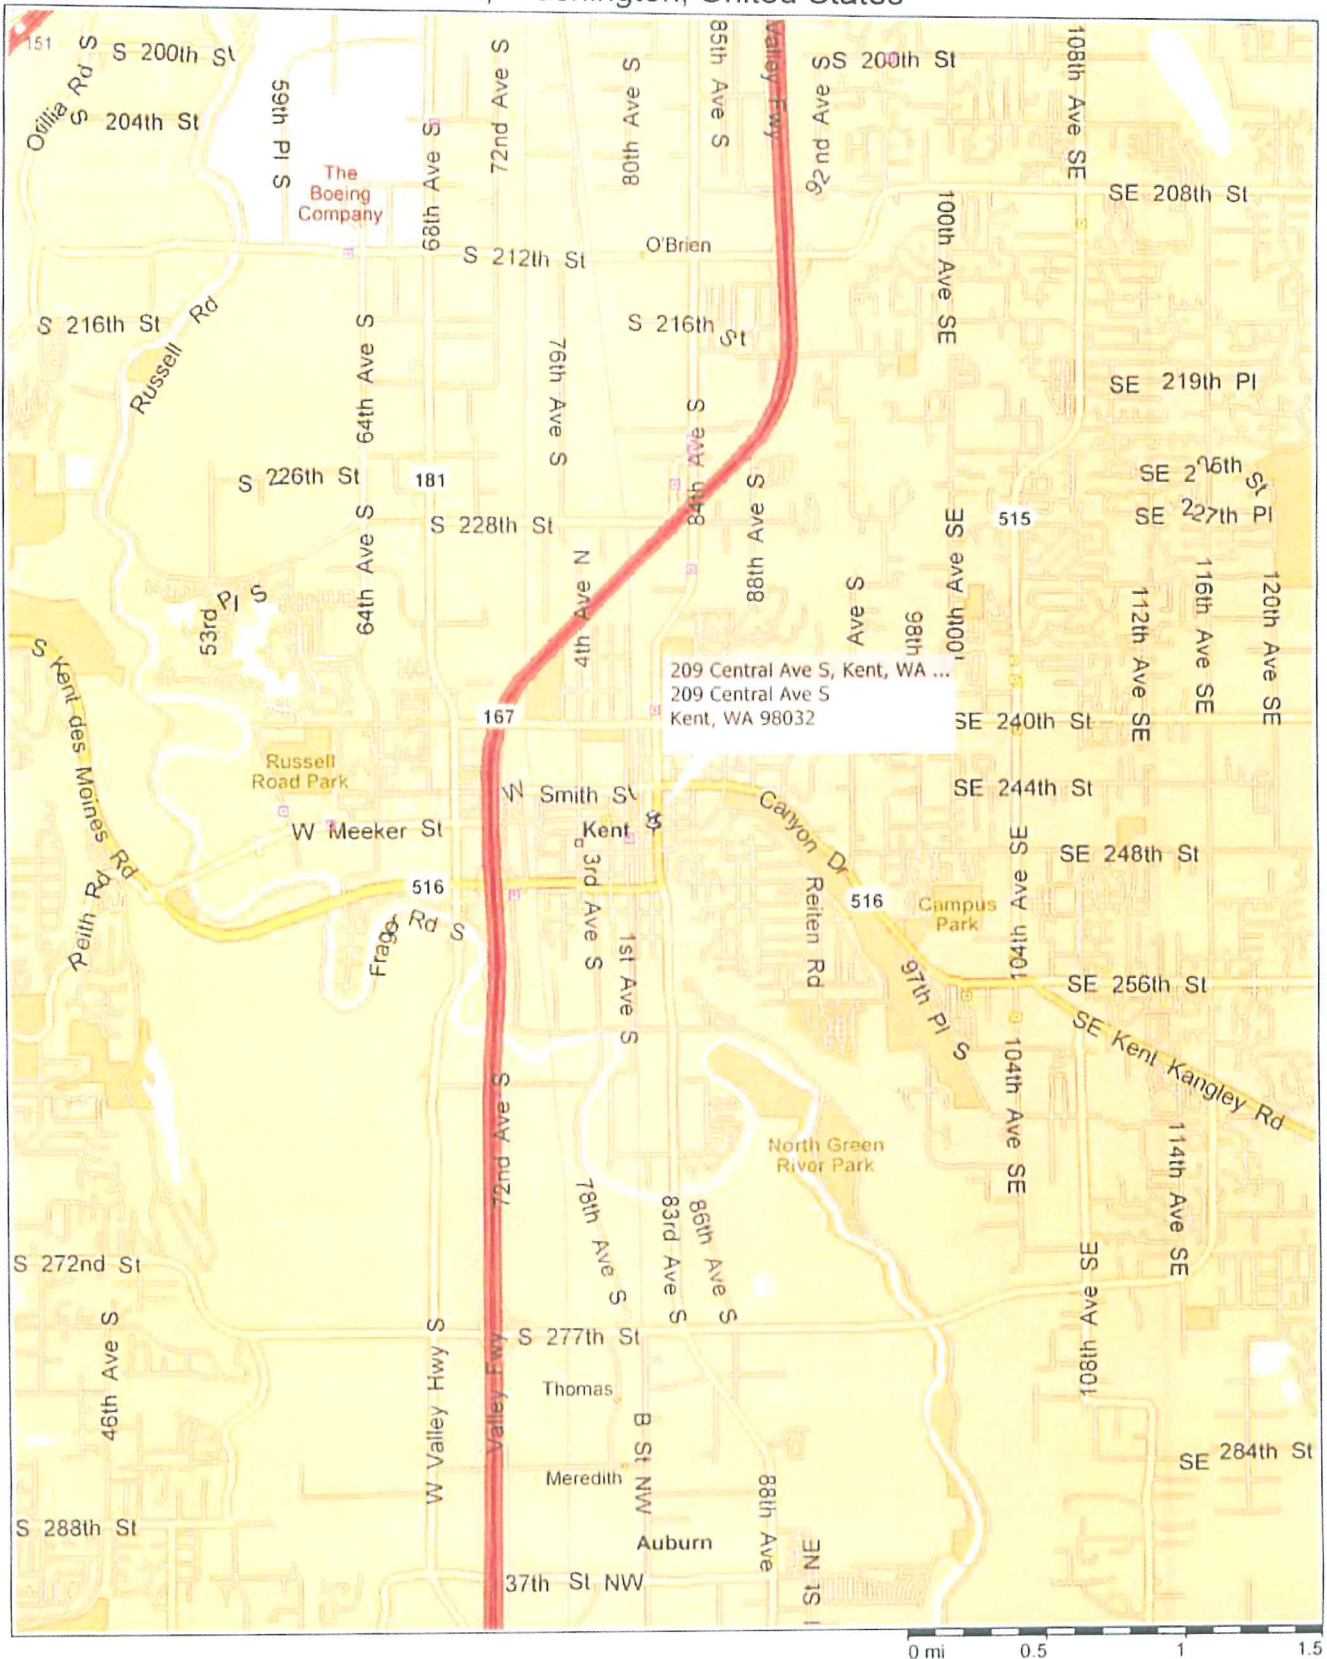 Washington, United States
151
S 200th St
Orillia Rd S
S 204th St
59th Pl S
The
Boeing
Company
68th Ave S
72nd Ave S
80th Ave S
85th Ave S
Valley Fwy
92nd Ave S
S 200th St
108th Ave SE
SE 208th St
100th Ave SE
S 212th St
O'Brien
S 216th St
Russell Rd
64th Ave S
76th Ave S
S 216th St
SE 219th Pl
84th Ave S
S 226th St
181
S 228th St
88th Ave S
515
SE 226th St
SE 227th Pl
64th Ave S
4th Ave N
100th Ave SE
53rd Pl S
Ave S
98th
112th Ave SE
116th Ave SE
120th Ave SE
S Kent des Moines Rd
209 Central Ave S, Kent, WA ...
209 Central Ave S
Kent, WA 98032
167
SE 240th St
Russell
Road Park
W Smith St
SE 244th St
W Meeker St
Kent
Canyon Dr
SE 248th St
104th Ave SE
516
3rd Ave S
Reiten Rd
516
Campus
Park
Reith Rd
Frager Rd S
1st Ave S
97th Pl S
SE 256th St
SE Kent Kangley Rd
72nd Ave S
104th Ave SE
North Green
River Park
114th Ave SE
78th Ave S
83rd Ave S
86th Ave S
S 272nd St
108th Ave SE
46th Ave S
W Valley Hwy S
Valley Fwy
S 277th St
Thomas
B St NW
SE 284th St
Meredith
88th Ave
S 288th St
Auburn
I St NE
37th St NW
0 mi 0.5 1 1.5